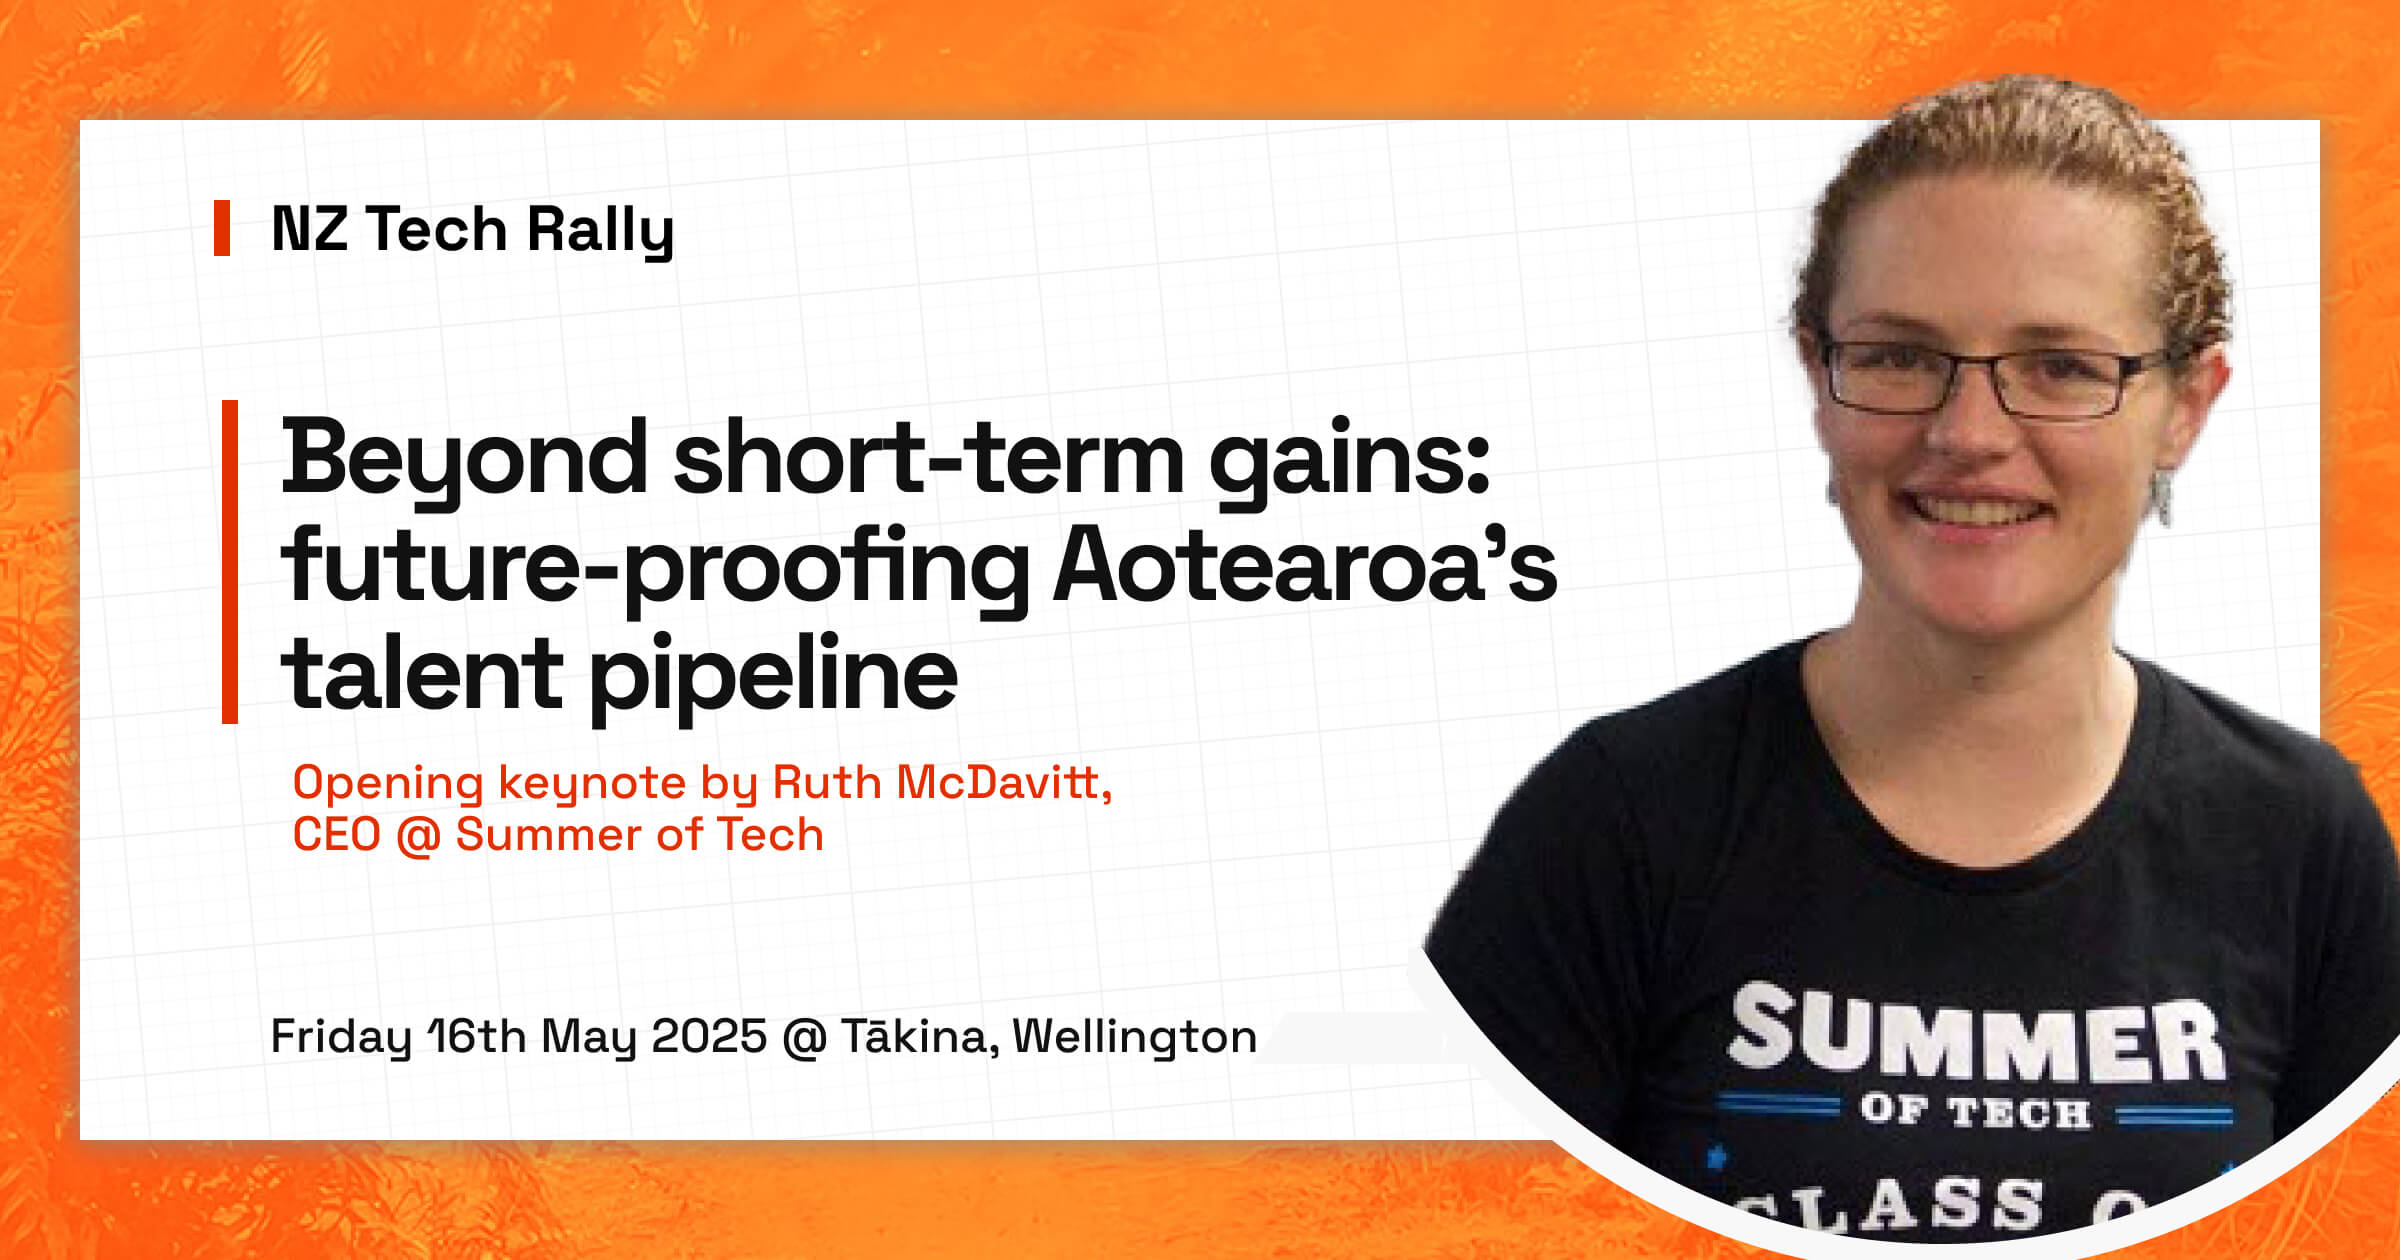 NZ Tech Rally
Beyond short-term gains:
future-proofing Aotearoa’s
talent pipeline
Opening keynote by Ruth McDavitt,
CEO @ Summer of Tech
Friday 16th May 2025 @ Tākina, Wellington
SUMMER
OF TECH
CLASS